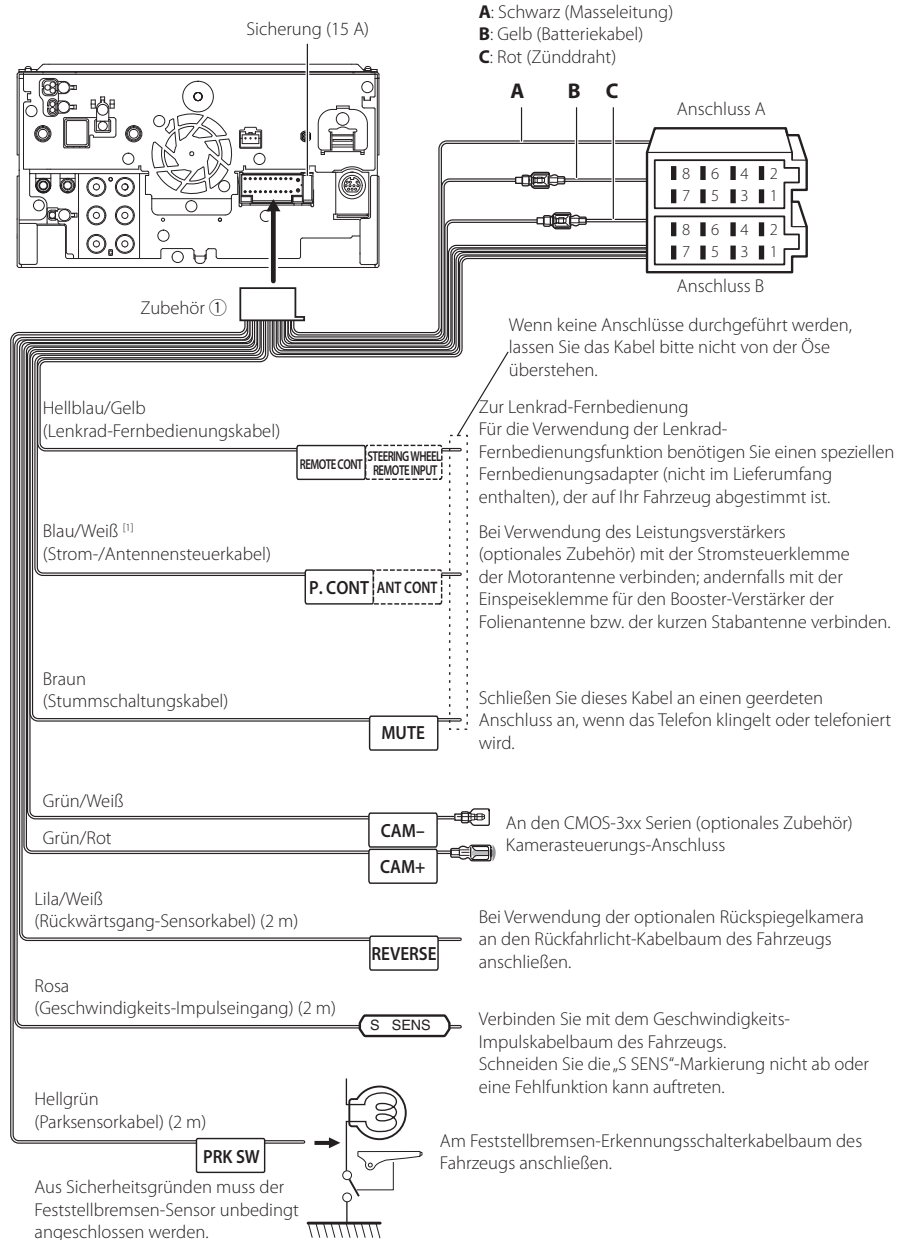 Sicherung (15 A)
A: Schwarz (Masseleitung)
B: Gelb (Batteriekabel)
C: Rot (Zünddraht)
A B C
Anschluss A
8 6 4 2
7 5 3 1
8 6 4 2
7 5 3 1
Anschluss B
Zubehör ①
Wenn keine Anschlüsse durchgeführt werden,
lassen Sie das Kabel bitte nicht von der Öse
überstehen.
Hellblau/Gelb
(Lenkrad-Fernbedienungskabel)
REMOTE CONT
STEERING WHEEL
REMOTE INPUT
Zur Lenkrad-Fernbedienung
Für die Verwendung der Lenkrad-
Fernbedienungsfunktion benötigen Sie einen speziellen
Fernbedienungsadapter (nicht im Lieferumfang
enthalten), der auf Ihr Fahrzeug abgestimmt ist.
Blau/Weiß [1]
(Strom-/Antennensteuerkabel)
P. CONT
ANT CONT
Bei Verwendung des Leistungsverstärkers
(optionales Zubehör) mit der Stromsteuerklemme
der Motorantenne verbinden; andernfalls mit der
Einspeiseklemme für den Booster-Verstärker der
Folienantenne bzw. der kurzen Stabantenne verbinden.
Braun
(Stummschaltungskabel)
MUTE
Schließen Sie dieses Kabel an einen geerdeten
Anschluss an, wenn das Telefon klingelt oder telefoniert
wird.
Grün/Weiß
CAM–
Grün/Rot
CAM+
An den CMOS-3xx Serien (optionales Zubehör)
Kamerasteuerungs-Anschluss
Lila/Weiß
(Rückwärtsgang-Sensorkabel) (2 m)
REVERSE
Bei Verwendung der optionalen Rückspiegelkamera
an den Rückfahrlicht-Kabelbaum des Fahrzeugs
anschließen.
Rosa
(Geschwindigkeits-Impulseingang) (2 m)
S SENS
Verbinden Sie mit dem Geschwindigkeits-
Impulskabelbaum des Fahrzeugs.
Schneiden Sie die „S SENS“-Markierung nicht ab oder
eine Fehlfunktion kann auftreten.
Hellgrün
(Parksensorkabel) (2 m)
PRK SW
Am Feststellbremsen-Erkennungsschalterkabelbaum des
Fahrzeugs anschließen.
Aus Sicherheitsgründen muss der
Feststellbremsen-Sensor unbedingt
angeschlossen werden.